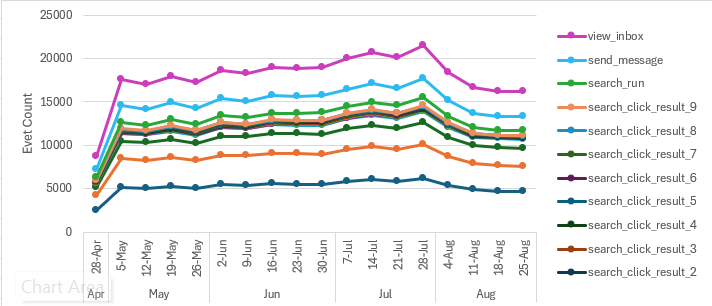 25000
20000
15000
10000
5000
0
Evet Count
28-Apr
5-May
12-May
19-May
26-May
2-Jun
9-Jun
16-Jun
23-Jun
30-Jun
7-Jul
14-Jul
21-Jul
28-Jul
4-Aug
11-Aug
18-Aug
25-Aug
Apr
May
Jun
Jul
Aug
Chart Area
view_inbox
send_message
search_run
search_click_result_9
search_click_result_8
search_click_result_7
search_click_result_6
search_click_result_5
search_click_result_4
search_click_result_3
search_click_result_2